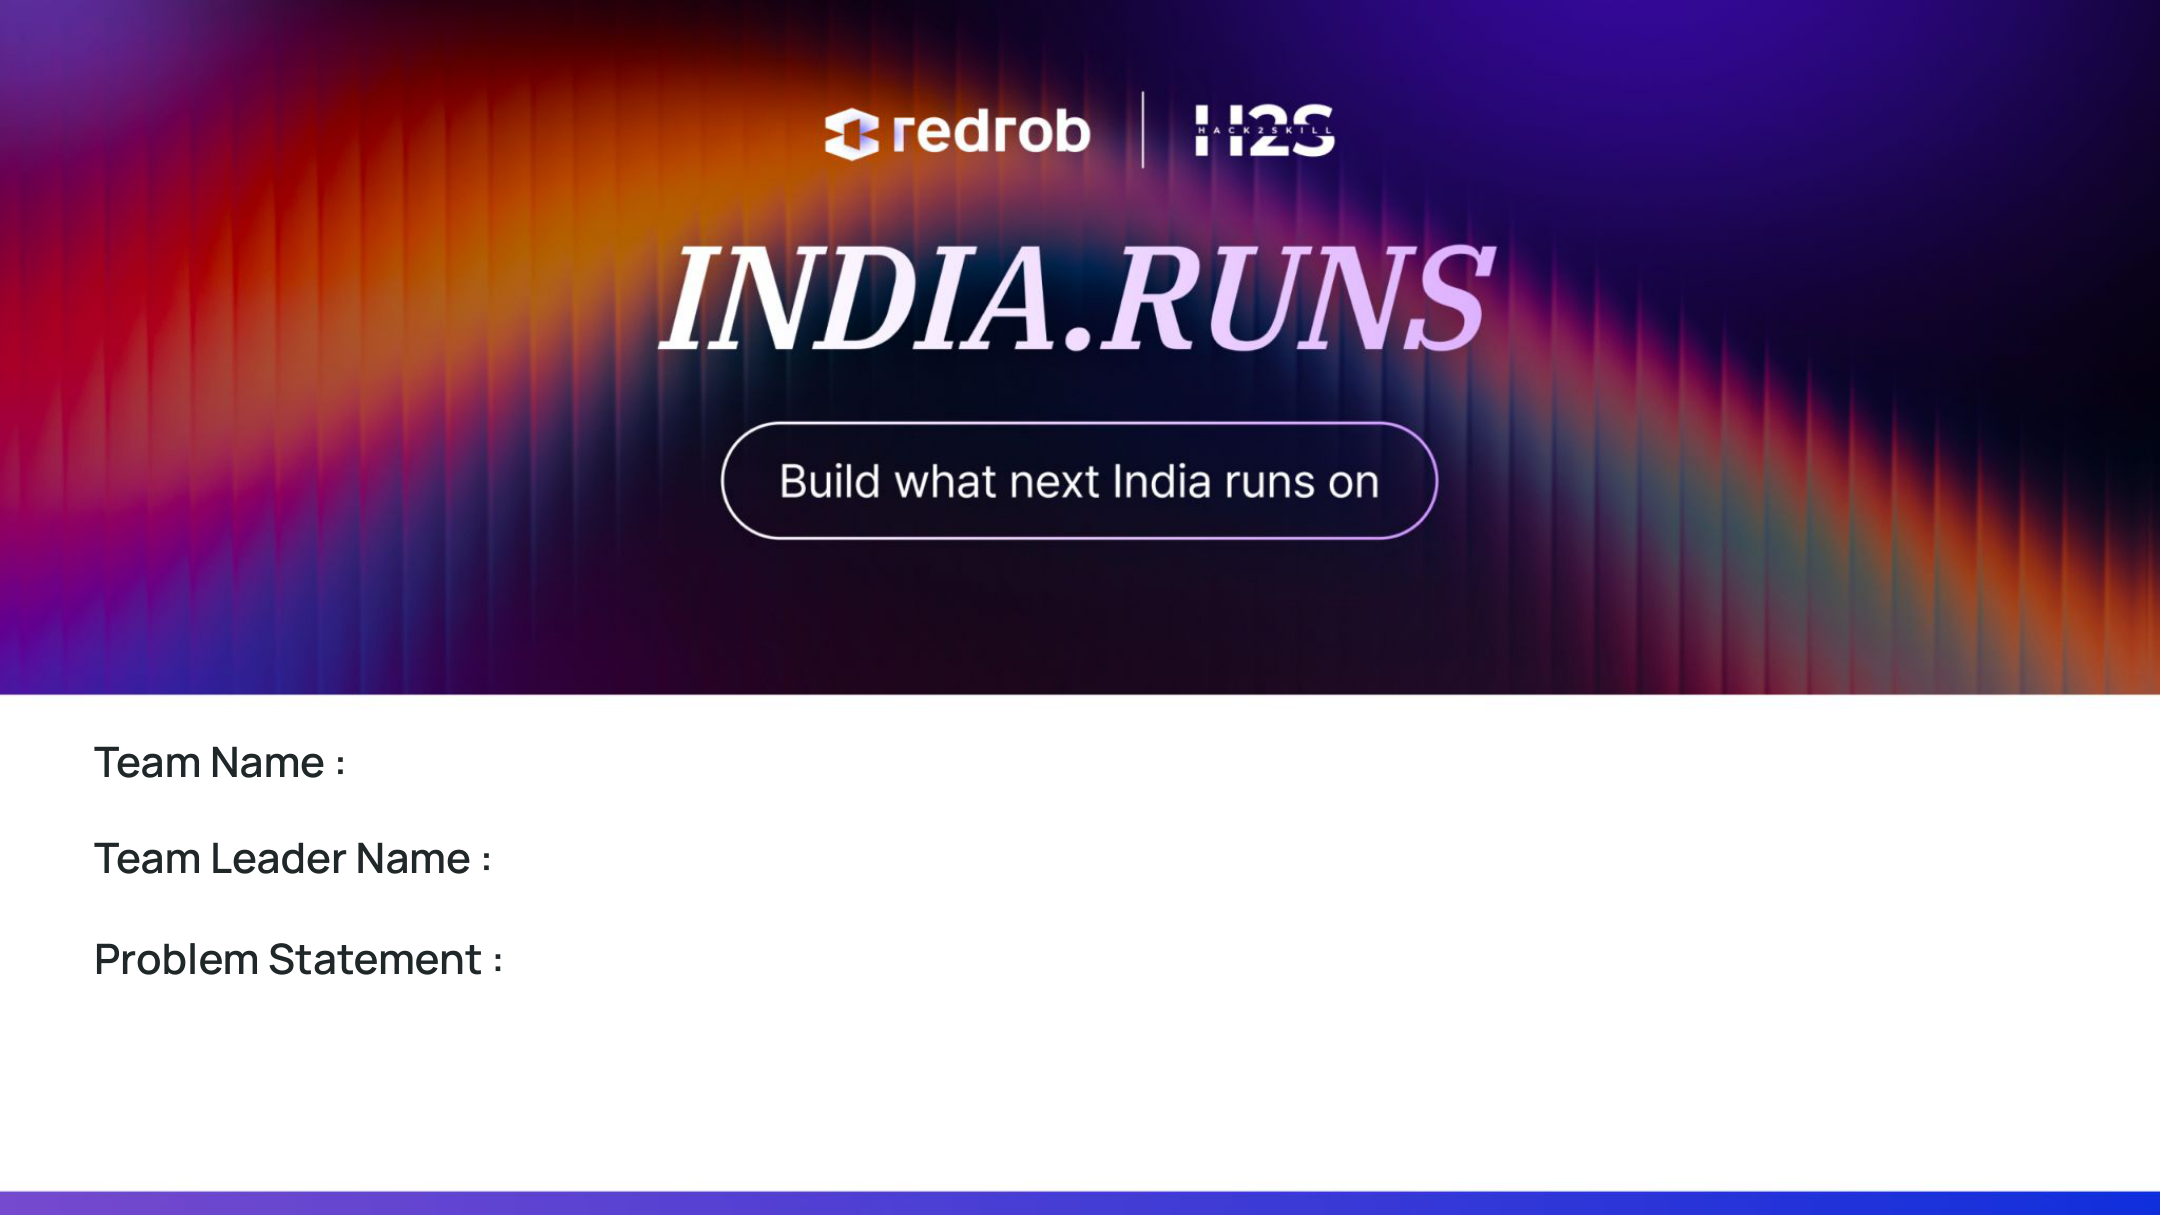 redrob
H2S
HACK2SKILL
INDIA.RUNS
Build what next India runs on
Team Name :
Team Leader Name :
Problem Statement :